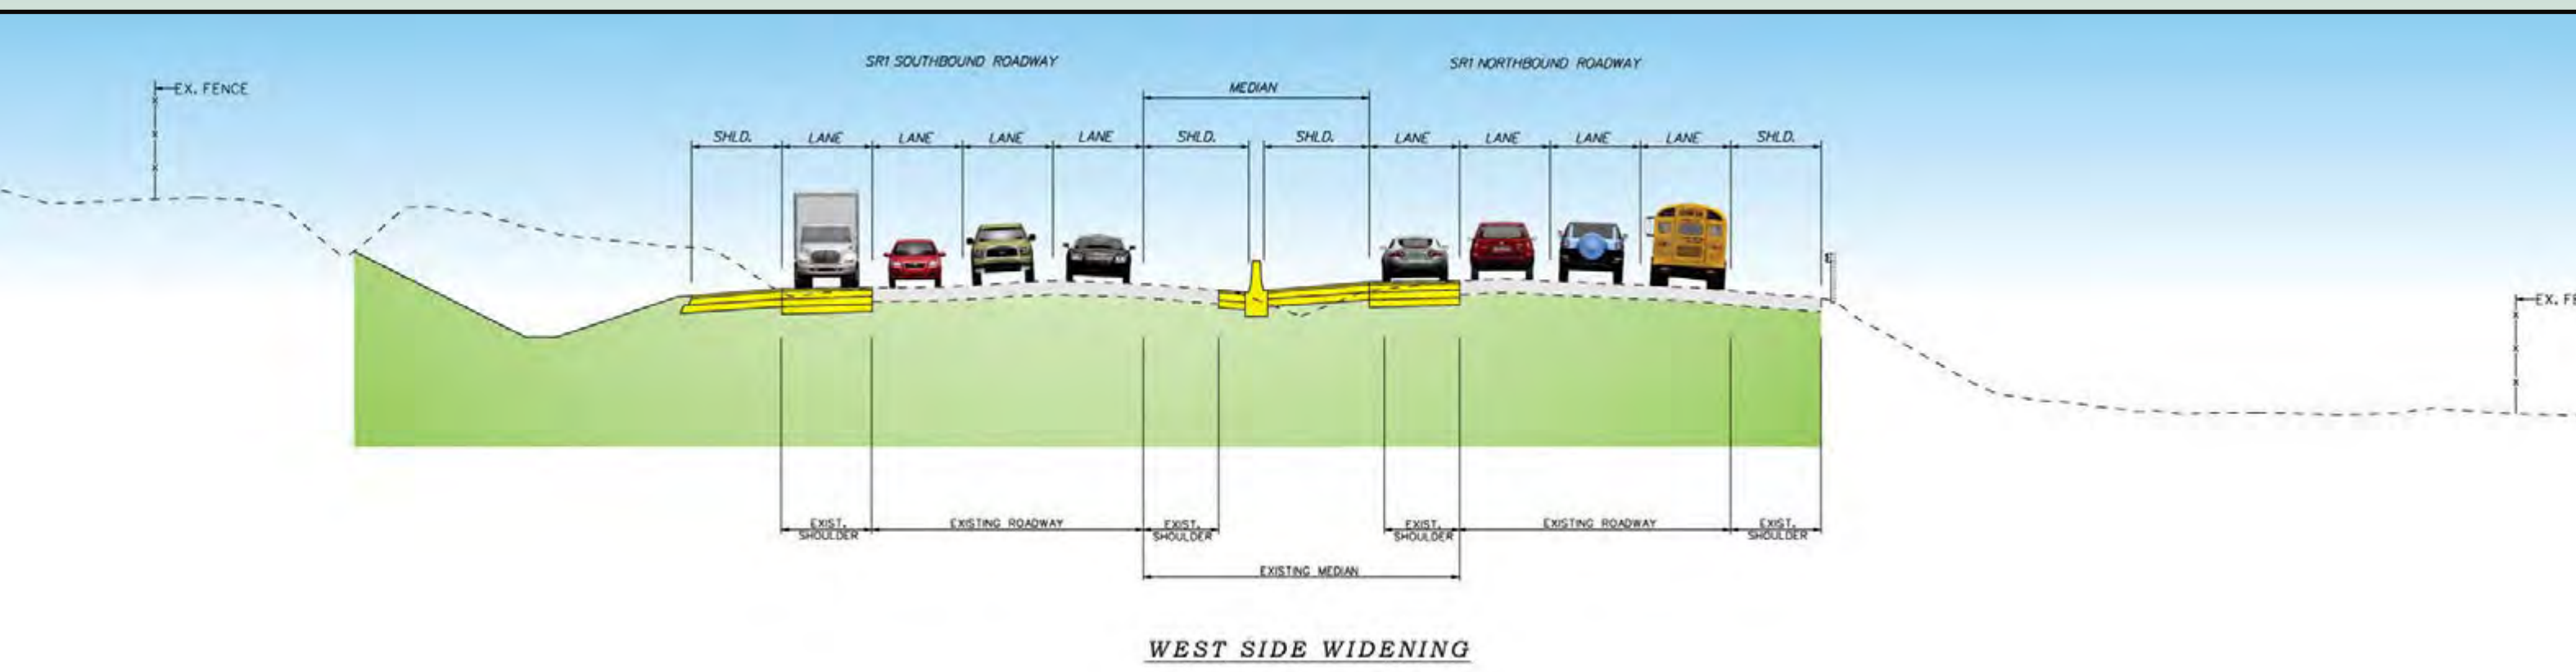 SR1 SOUTHBOUND ROADWAY
SR1 NORTHBOUND ROADWAY
EX. FENCE
MEDIAN
SHLD. LANE LANE LANE LANE SHLD. SHLD. LANE LANE LANE LANE SHLD.
EX. FE
EXIST. SHOULDER
EXISTING ROADWAY
EXIST. SHOULDER
EXIST. SHOULDER
EXISTING ROADWAY
EXIST. SHOULDER
EXISTING MEDIAN
WEST SIDE WIDENING